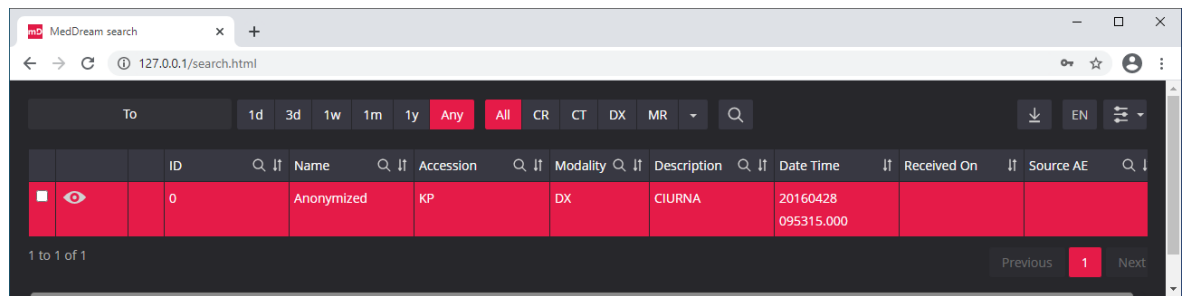 mD MedDream search
127.0.0.1/search.html
To 1d 3d 1w 1m 1y Any All CR CT DX MR EN
ID Name Accession Modality Description Date Time Received On Source AE
0 Anonymized KP DX CIURNA 20160428
095315.000
1 to 1 of 1 Previous 1 Next